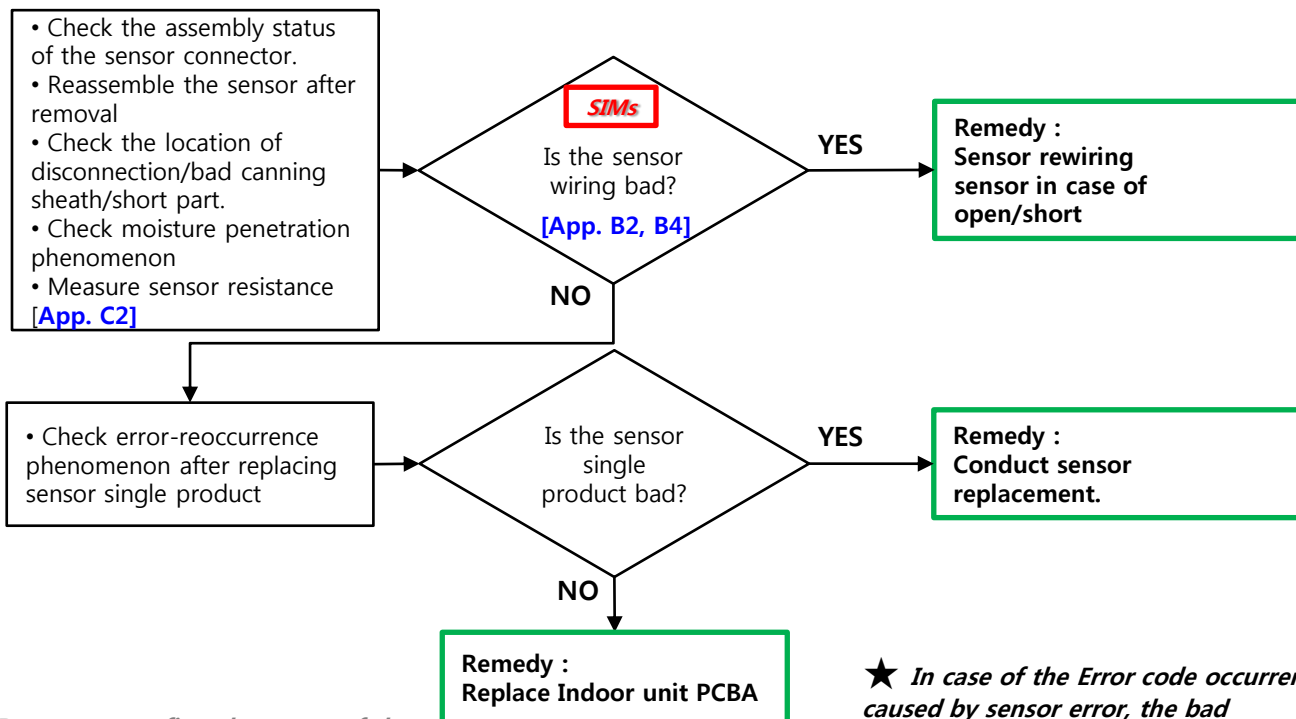 • Check the assembly status
of the sensor connector.
• Reassemble the sensor after
removal
• Check the location of
disconnection/bad canning
sheath/short part.
• Check moisture penetration
phenomenon
• Measure sensor resistance
[App. C2]
SIMs
Is the sensor
wiring bad?
[App. B2, B4]
YES
Remedy :
Sensor rewiring
sensor in case of
open/short
NO
• Check error-reoccurrence
phenomenon after replacing
sensor single product
Is the sensor
single
product bad?
YES
Remedy :
Conduct sensor
replacement.
NO
Remedy :
Replace Indoor unit PCBA
★ In case of the Error code
caused by sensor error, the bad